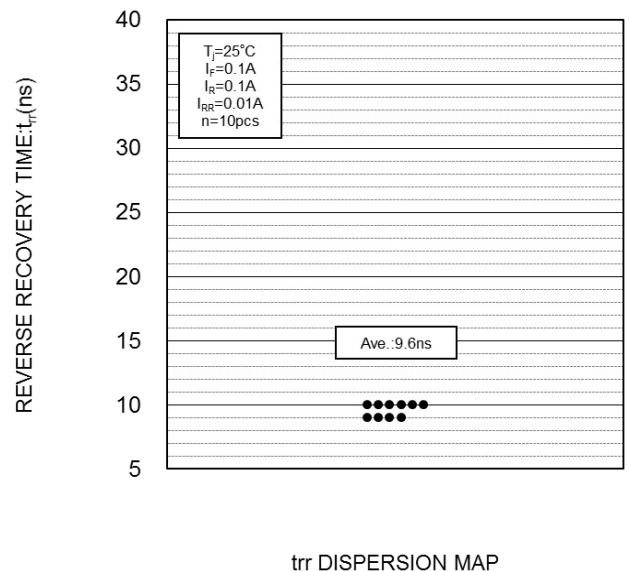 REVERSE RECOVERY TIME:trr(ns)
40
35
30
25
20
15
10
5
Tj=25°C
IF=0.1A
IR=0.1A
IRR=0.01A
n=10pcs
Ave.:9.6ns
trr DISPERSION MAP